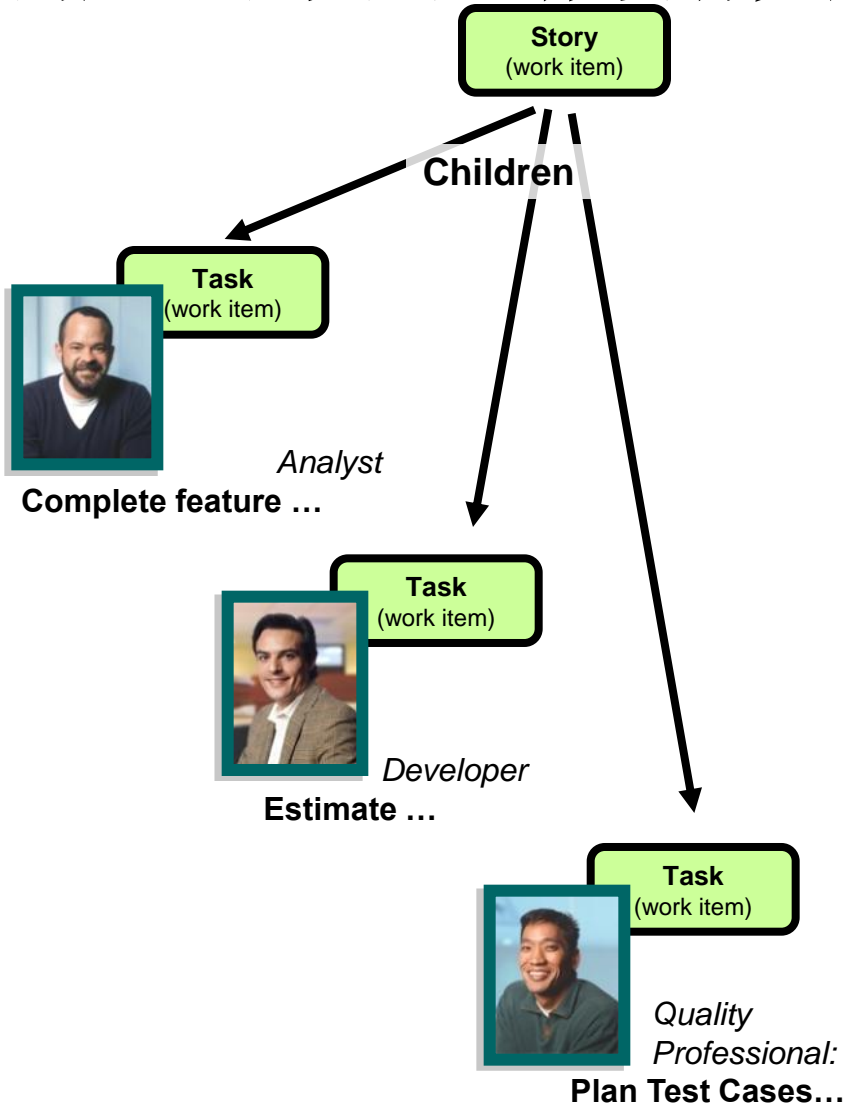 Story
(work item)
Children
Task
(work item)
Analyst
Complete feature …
Task
(work item)
Developer
Estimate …
Task
(work item)
Quality
Professional:
Plan Test Cases…